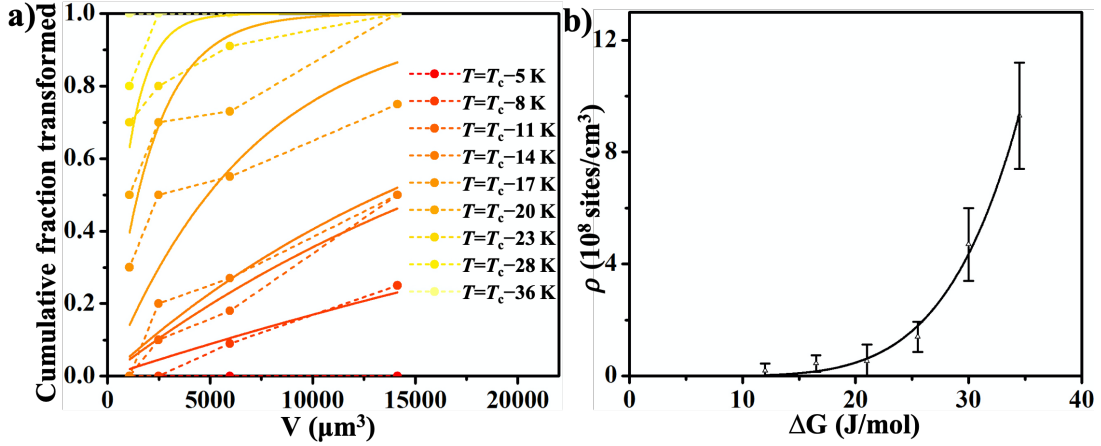 a)
Cumulative fraction transformed
1.0
0.8
0.6
0.4
0.2
0.0
0
5000
10000
15000
20000
V (μm³)
T=Tc−5 K
T=Tc−8 K
T=Tc−11 K
T=Tc−14 K
T=Tc−17 K
T=Tc−20 K
T=Tc−23 K
T=Tc−28 K
T=Tc−36 K
b)
ρ (10⁸ sites/cm³)
12
8
4
0
0
10
20
30
40
ΔG (J/mol)